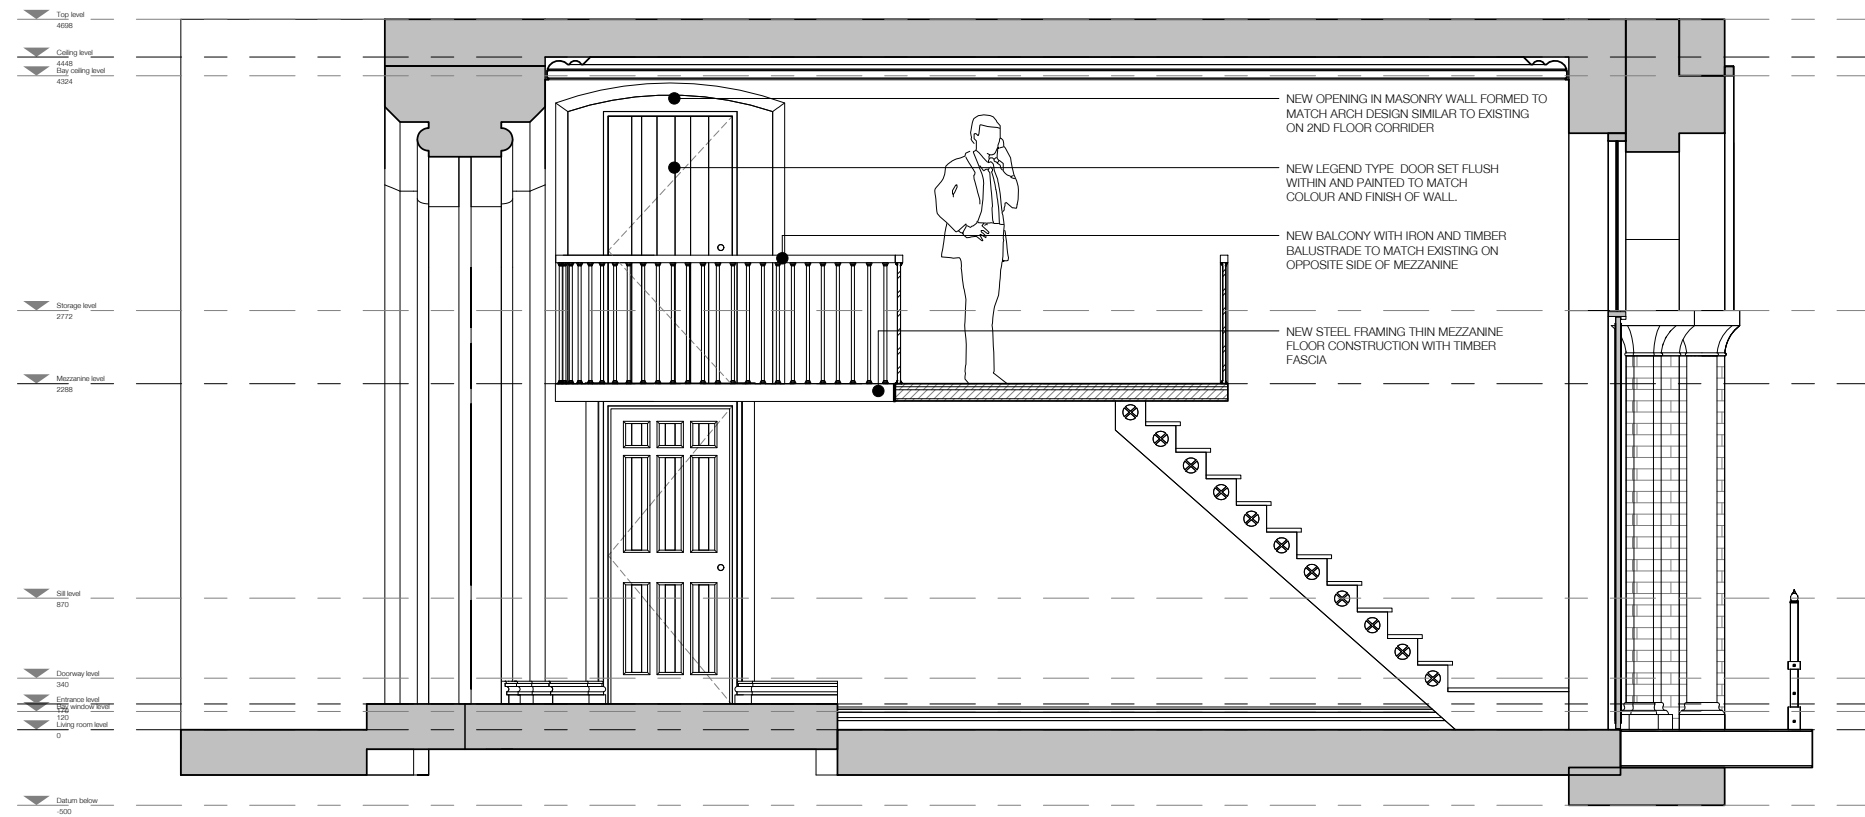 Top level
4698
Ceiling level
4448
Bay ceiling level
4324
NEW OPENING IN MASONRY WALL FORMED TO
MATCH ARCH DESIGN SIMILAR TO EXISTING
ON 2ND FLOOR CORRIDER
NEW LEGEND TYPE DOOR SET FLUSH
WITHIN AND PAINTED TO MATCH
COLOUR AND FINISH OF WALL.
NEW BALCONY WITH IRON AND TIMBER
BALUSTRADE TO MATCH EXISTING ON
OPPOSITE SIDE OF MEZZANINE
Storage level
2772
NEW STEEL FRAMING THIN MEZZANINE
FLOOR CONSTRUCTION WITH TIMBER
FASCIA
Mezzanine level
2288
Sill level
870
Doorway level
340
Entrance level
Bay window level
120
Living room level
0
Datum below
-500